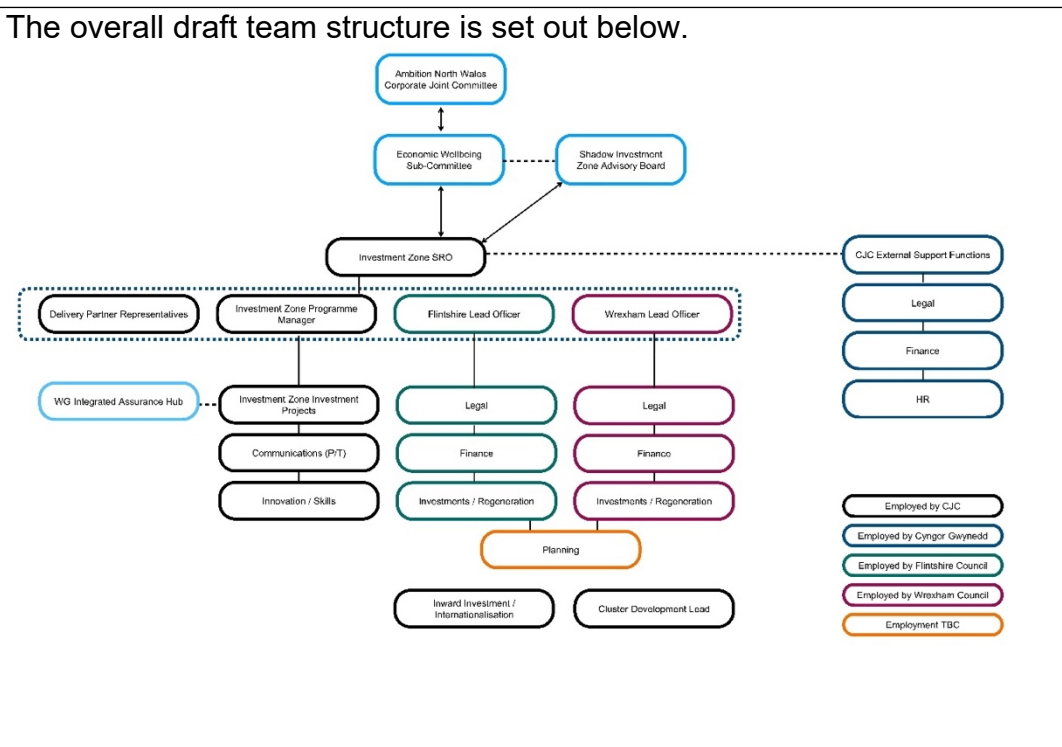 The overall draft team structure is set out below.
Ambition North Wales
Corporate Joint Committee
Economic Wellbeing
Sub-Committee
Shadow Investment
Zone Advisory Board
Investment Zone SRO
CJC External Support Functions
Legal
Finance
HR
Delivery Partner Representatives
Investment Zone Programme
Manager
Flintshire Lead Officer
Wrexham Lead Officer
WG Integrated Assurance Hub
Investment Zone Investment
Projects
Communications (P/T)
Innovation / Skills
Legal
Finance
Investments / Regeneration
Legal
Finance
Investments / Regeneration
Planning
Inward Investment /
Internationalisation
Cluster Development Lead
Employed by CJC
Employed by Cyngor Gwynedd
Employed by Flintshire Council
Employed by Wrexham Council
Employment TBC